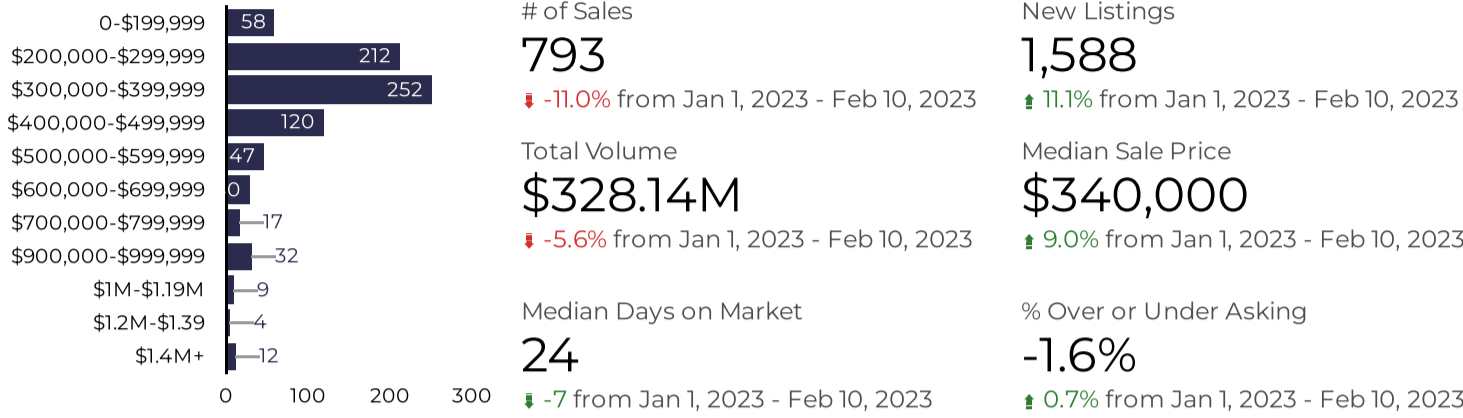 0-$199,999 58
$200,000-$299,999 212
$300,000-$399,999 252
$400,000-$499,999 120
$500,000-$599,999 47
$600,000-$699,999 0
$700,000-$799,999 17
$900,000-$999,999 32
$1M-$1.19M 9
$1.2M-$1.39 4
$1.4M+ 12
0 100 200 300
# of Sales
793
-11.0% from Jan 1, 2023 - Feb 10, 2023
New Listings
1,588
11.1% from Jan 1, 2023 - Feb 10, 2023
Total Volume
$328.14M
-5.6% from Jan 1, 2023 - Feb 10, 2023
Median Sale Price
$340,000
9.0% from Jan 1, 2023 - Feb 10, 2023
Median Days on Market
24
-7 from Jan 1, 2023 - Feb 10, 2023
% Over or Under Asking
-1.6%
0.7% from Jan 1, 2023 - Feb 10, 2023